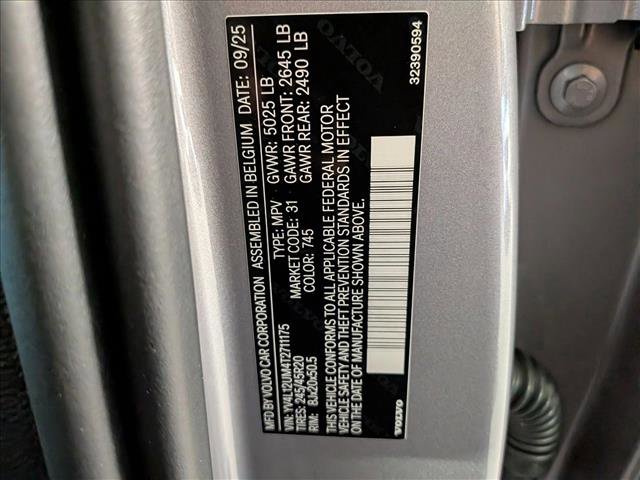 MFD BY VOLVO CAR CORPORATION ASSEMBLED IN BELGIUM DATE: 09/25
VIN: YV4L12UM4T2711175 TYPE: MPV GVWR: 5025 LB
TIRES: 245/45R20 MARKET CODE: 31 GAWR FRONT: 2645 LB
8Jx20x50.5 COLOR: 745 GAWR REAR: 2490 LB
THIS VEHICLE CONFORMS TO ALL APPLICABLE FEDERAL MOTOR
VEHICLE SAFETY AND THEFT PREVENTION STANDARDS IN EFFECT
ON THE DATE OF MANUFACTURE SHOWN ABOVE.
VOLVO 32390594